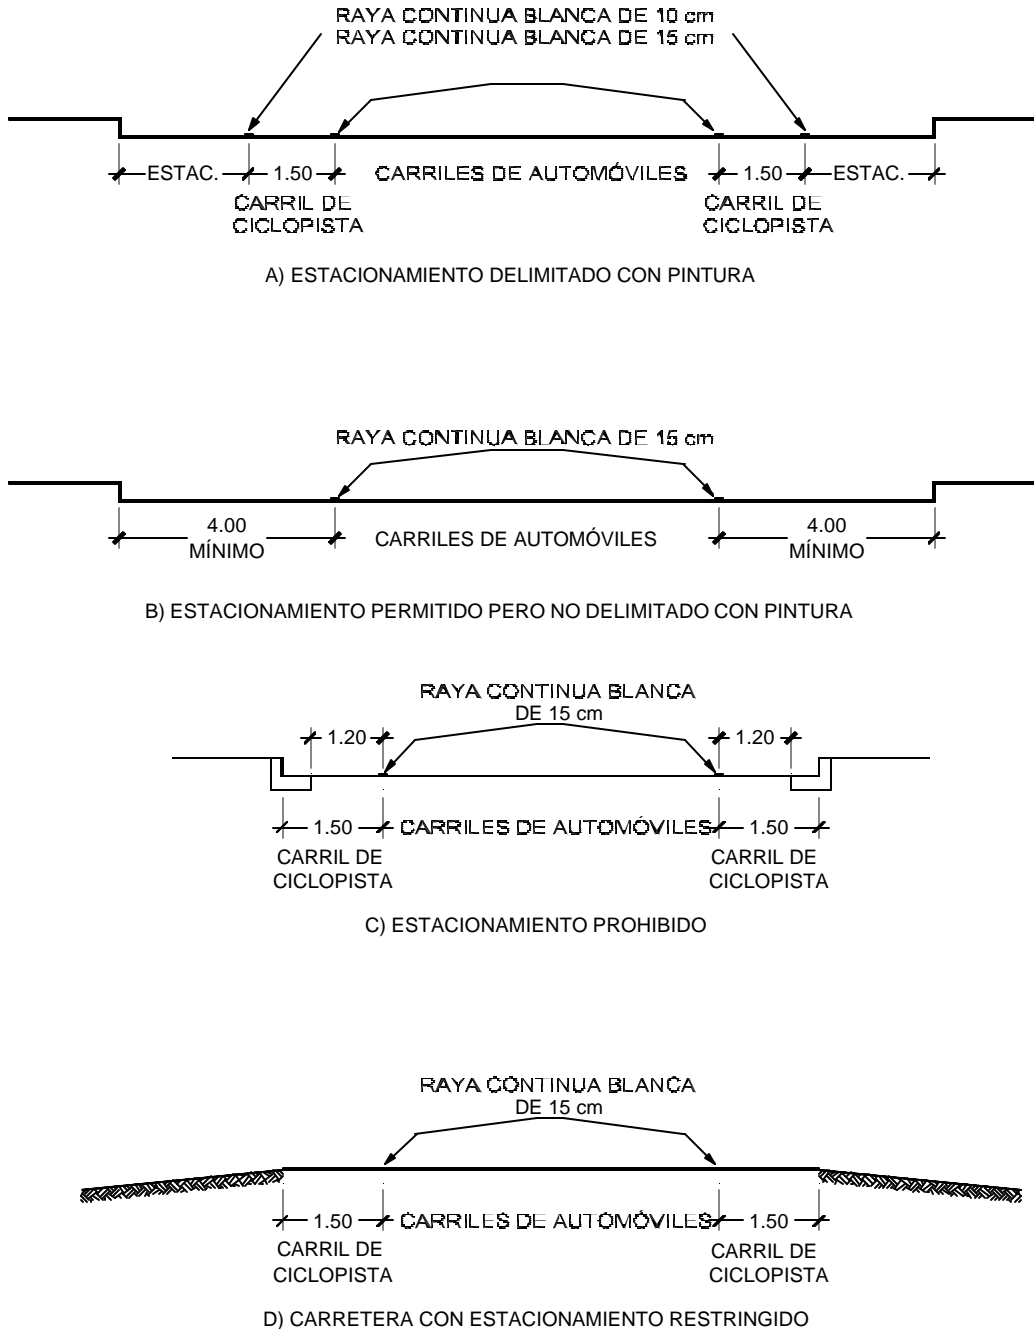 RAYA CONTINUA BLANCA DE 10 cm
RAYA CONTINUA BLANCA DE 15 cm
ESTAC. 1.50 CARRILES DE AUTOMÓVILES 1.50 ESTAC.
CARRIL DE CARRIL DE
CICLOPISTA CICLOPISTA
A) ESTACIONAMIENTO DELIMITADO CON PINTURA
RAYA CONTINUA BLANCA DE 15 cm
4.00 4.00
MÍNIMO CARRILES DE AUTOMÓVILES MÍNIMO
B) ESTACIONAMIENTO PERMITIDO PERO NO DELIMITADO CON PINTURA
RAYA CONTINUA BLANCA
DE 15 cm
1.20 1.20
1.50 CARRILES DE AUTOMÓVILES 1.50
CARRIL DE CARRIL DE
CICLOPISTA CICLOPISTA
C) ESTACIONAMIENTO PROHIBIDO
RAYA CONTINUA BLANCA
DE 15 cm
1.50 CARRILES DE AUTOMÓVILES 1.50
CARRIL DE CARRIL DE
CICLOPISTA CICLOPISTA
D) CARRETERA CON ESTACIONAMIENTO RESTRINGIDO